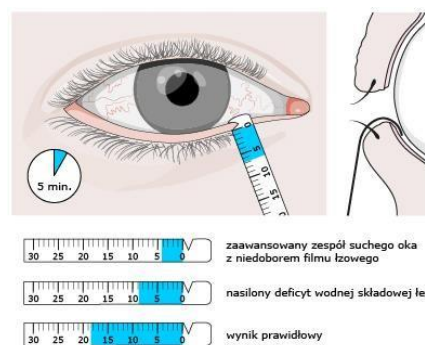 0 5 10 15
5 min.
30 25 20 15 10 5 0
zaawansowany zespół suchego oka
z niedoborem filmu łzowego
30 25 20 15 10 5 0
nasilony deficyt wodnej składowej łe
30 25 20 15 10 5 0
wynik prawidłowy